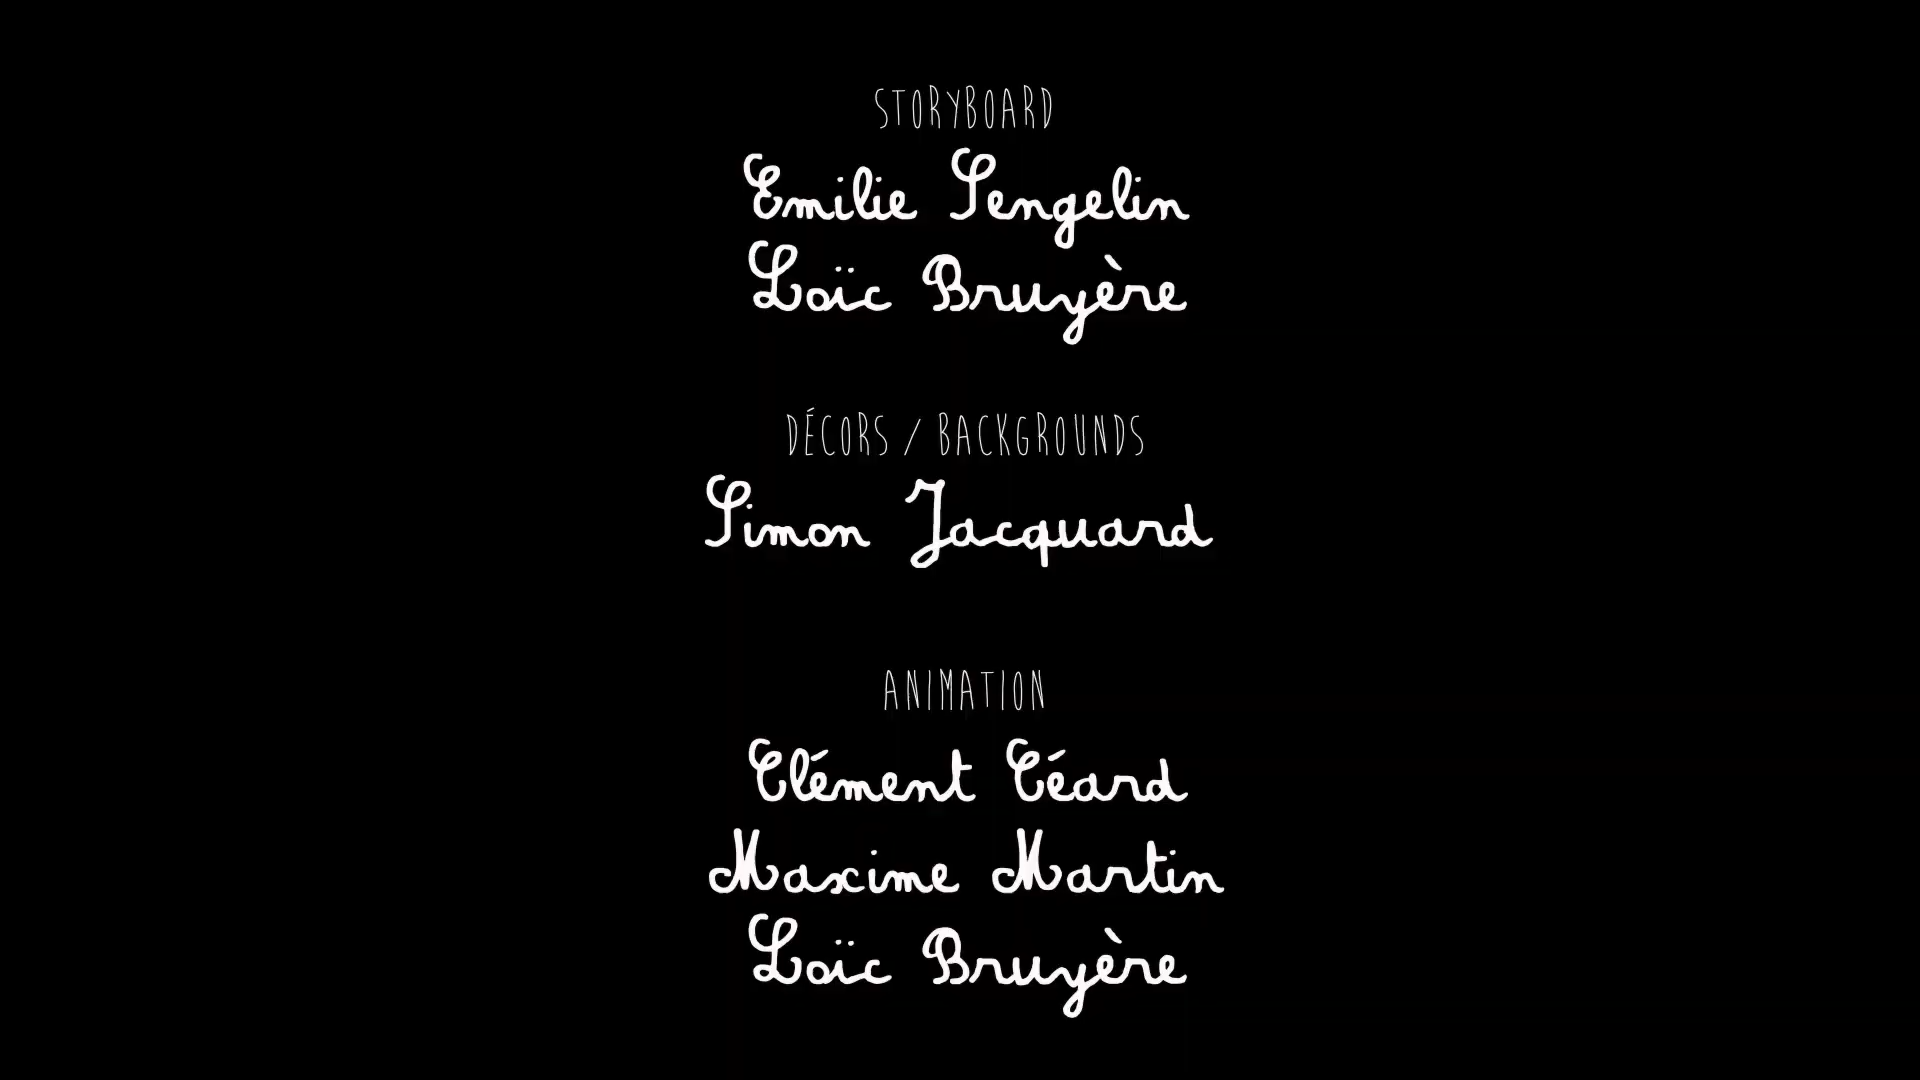 STORYBOARD
Emilie Sengelin
Loïc Bruyère
DÉCORS / BACKGROUNDS
Simon Jacquard
ANIMATION
Clément Céard
Maxime Martin
Loïc Bruyère